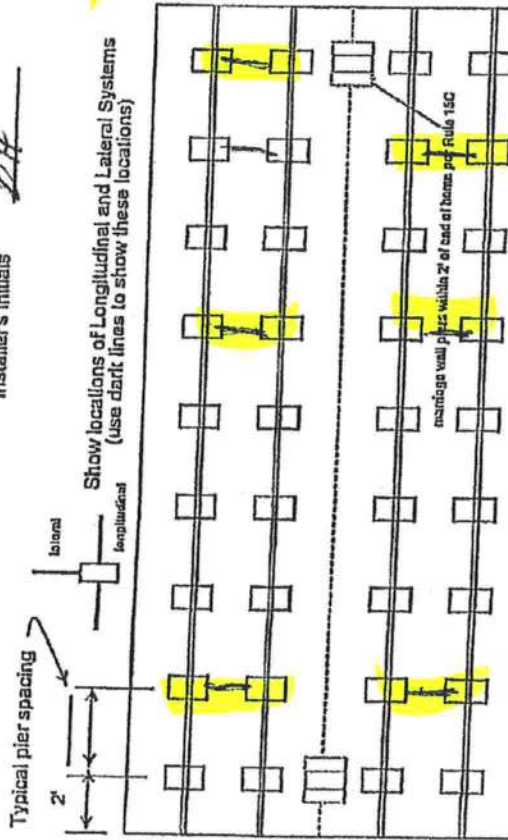 Installer's Initials
Typical pier spacing
2'
lateral
longitudinal
Show locations of Longitudinal and Lateral Systems
(use dark lines to show these locations)
marriage wall piers within 2' of end of home per Rule 15C